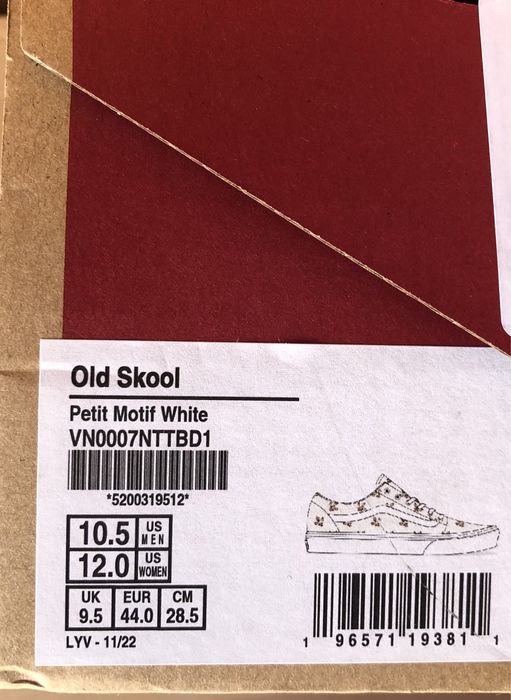 Old Skool
Petit Motif White
VN0007NTTBD1
*5200319512*
10.5 US MEN
12.0 US WOMEN
UK EUR CM
9.5 44.0 28.5
LYV - 11/22
1 96571 19381 1